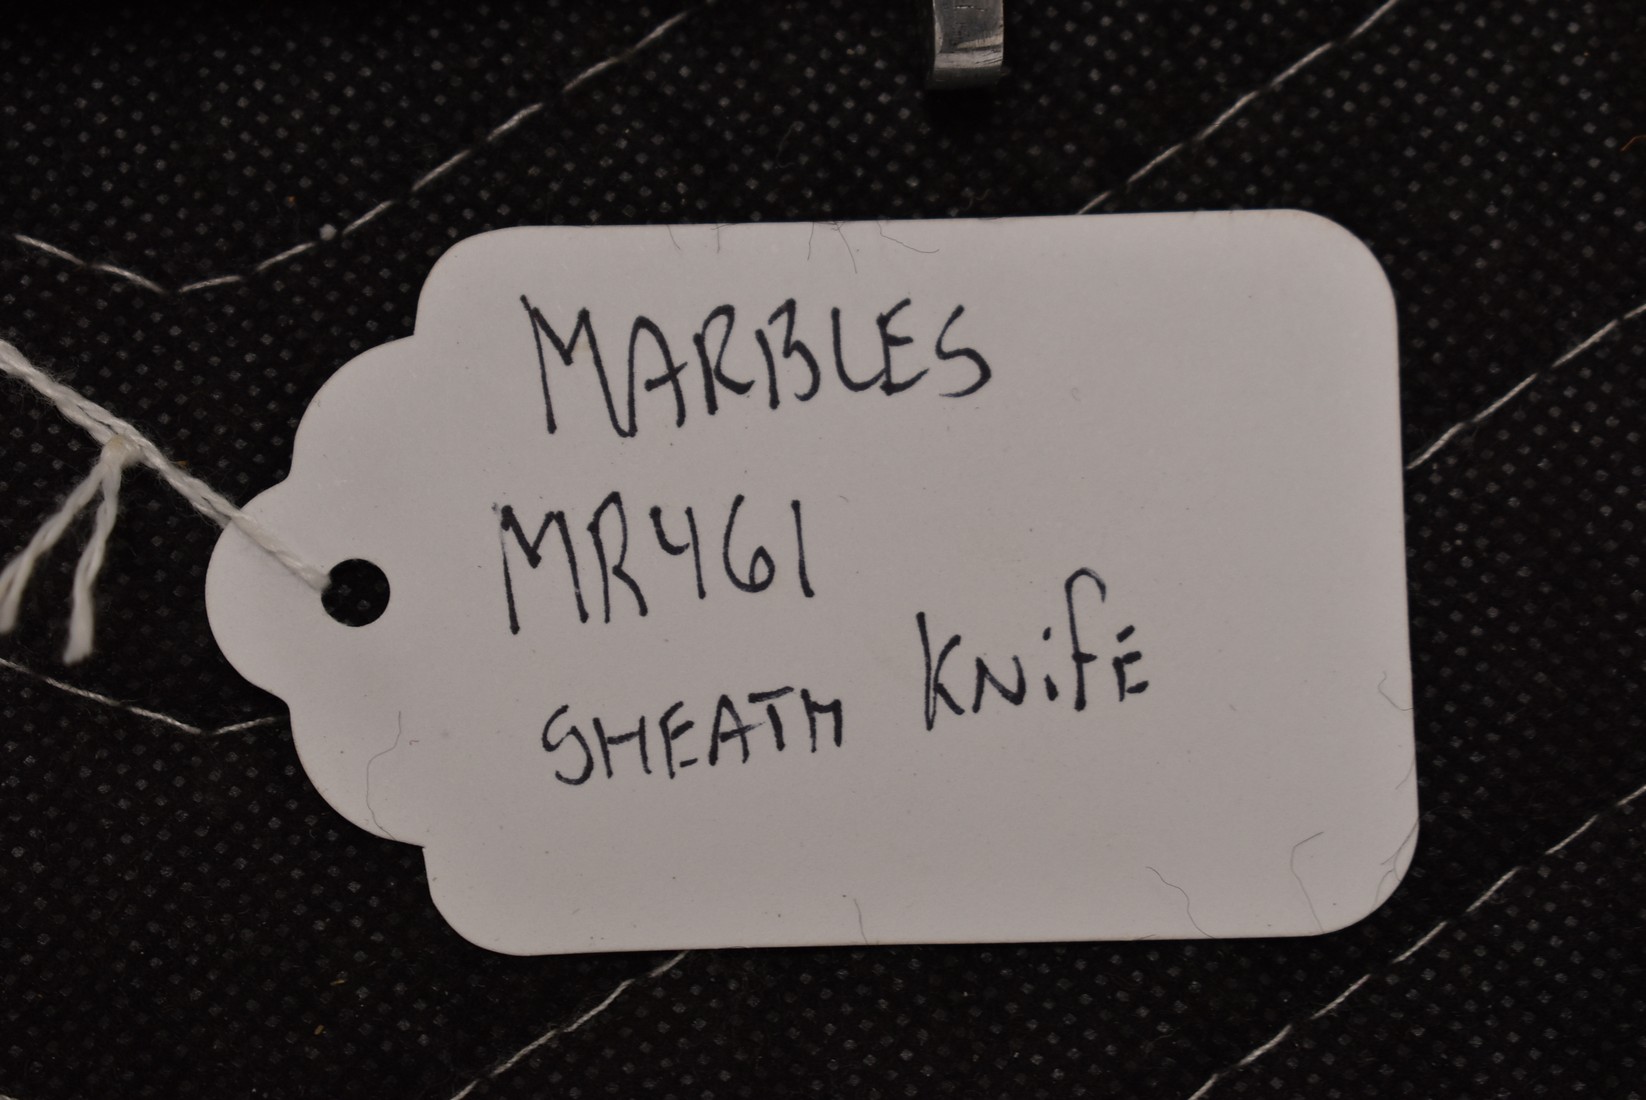 MARBLES
MR461
SHEATH KNiFE